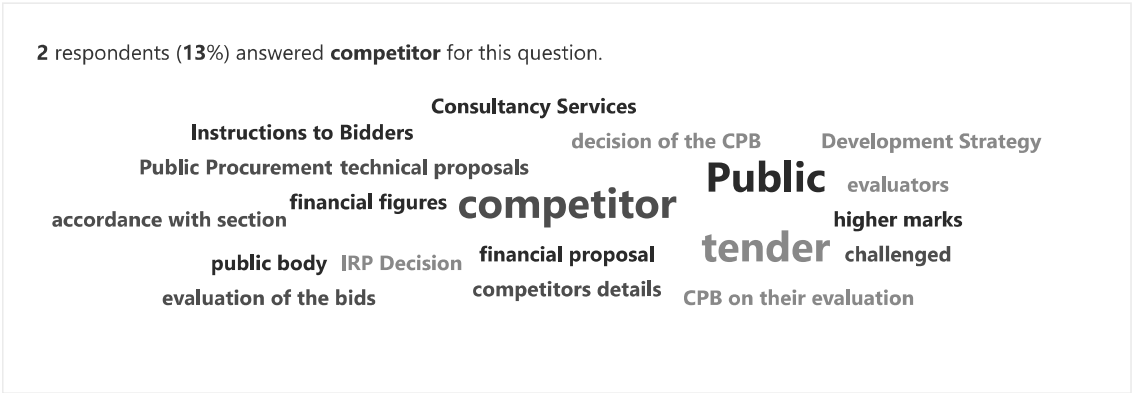 2 respondents (13%) answered competitor for this question.
Consultancy Services
Instructions to Bidders
decision of the CPB
Development Strategy
Public Procurement
technical proposals
Public
evaluators
financial figures
competitor
accordance with section
higher marks
tender
challenged
financial proposal
public body
IRP Decision
competitors details
evaluation of the bids
CPB on their evaluation